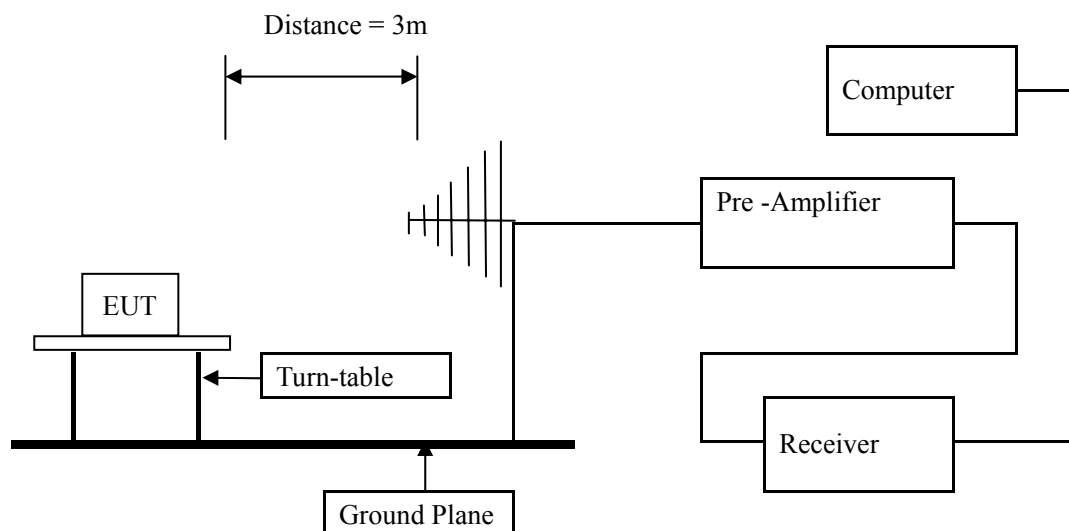 Distance = 3m
Computer
Pre -Amplifier
EUT
Turn-table
Receiver
Ground Plane